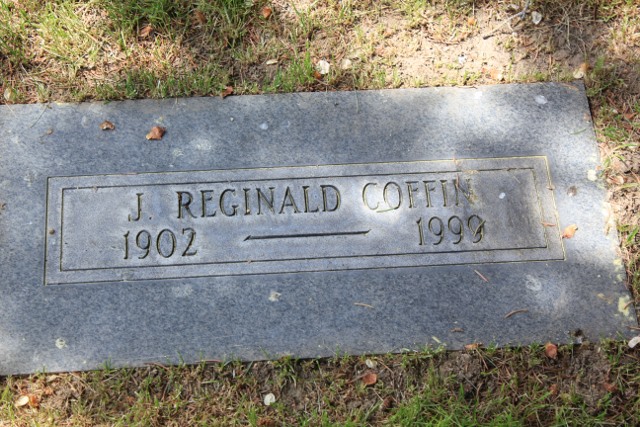 J. REGINALD COFFIN
1902 — 1999